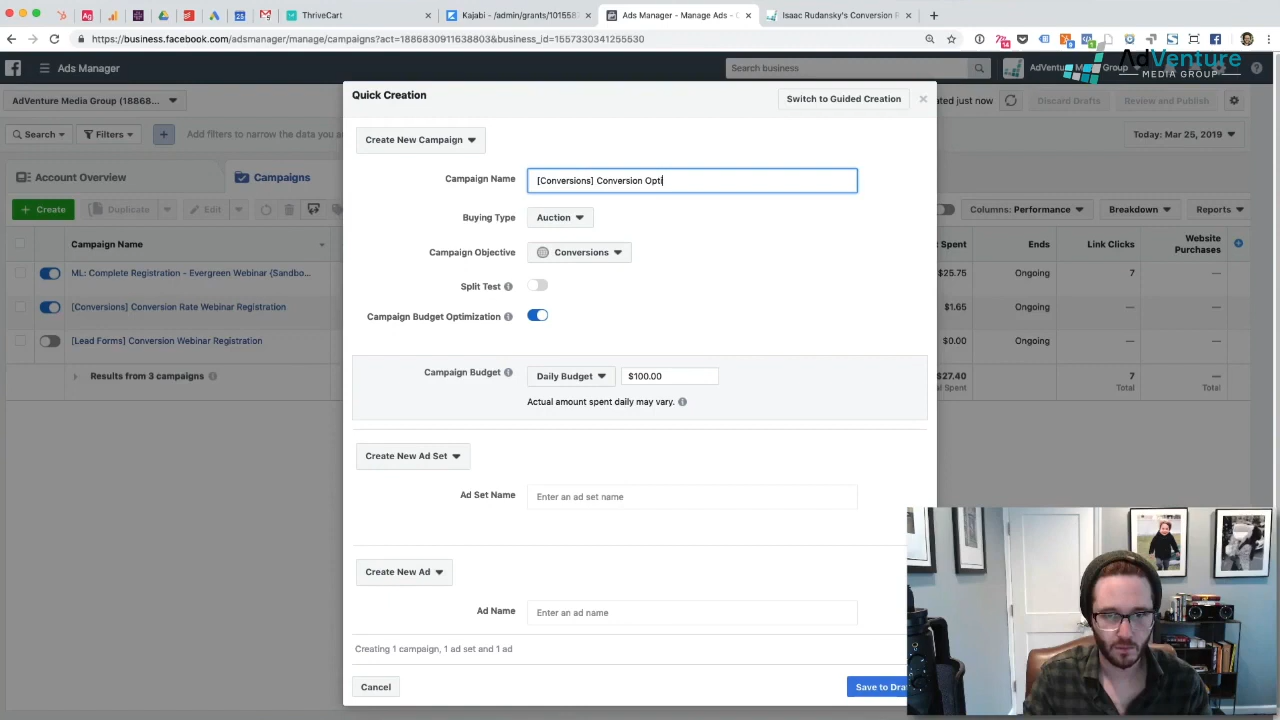 ThriveCart
Kajabi - /admin/grants/101558
Ads Manager - Manage Ads - C
Isaac Rudansky's Conversion R
https://business.facebook.com/adsmanager/manage/campaigns?act=1886830911638803&business_id=1557330341255530
Ads Manager
Search business
AdVenture
MEDIA GROUP
AdVenture Media Group (18868...
Quick Creation
Switch to Guided Creation
ated just now
Discard Drafts
Review and Publish
Search
Filters
Add filters to narrow the data you a
Create New Campaign
Today: Mar 25, 2019
Account Overview
Campaigns
Campaign Name
[Conversions] Conversion Opti
Create
Duplicate
Edit
Buying Type
Auction
Columns: Performance
Breakdown
Reports
Campaign Name
Campaign Objective
Conversions
Spent
Ends
Link Clicks
Website Purchases
ML: Complete Registration - Evergreen Webinar (Sandbo...
Split Test
$25.75
Ongoing
7
—
[Conversions] Conversion Rate Webinar Registration
Campaign Budget Optimization
$1.65
Ongoing
—
—
[Lead Forms] Conversion Webinar Registration
$0.00
Ongoing
—
—
Results from 3 campaigns
Campaign Budget
Daily Budget
$100.00
$27.40
7
—
Total Spent
Total
Total
Actual amount spent daily may vary.
Create New Ad Set
Ad Set Name
Enter an ad set name
Create New Ad
Ad Name
Enter an ad name
Creating 1 campaign, 1 ad set and 1 ad
Cancel
Save to Draf